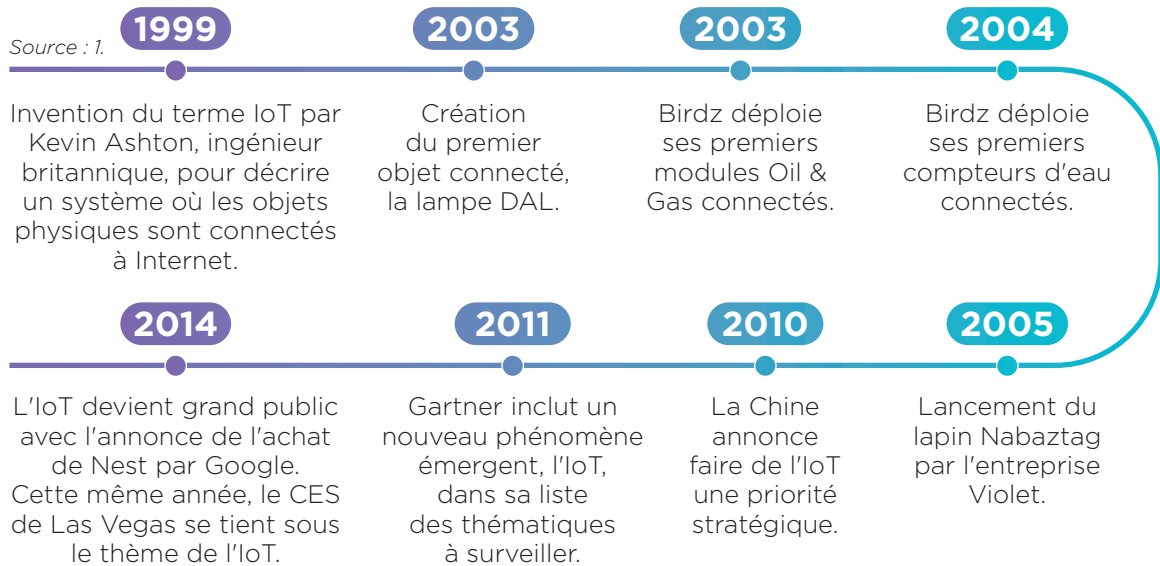 Source : 1.
1999
Invention du terme IoT par
Kevin Ashton, ingénieur
britannique, pour décrire
un système où les objets
physiques sont connectés
à Internet.
2003
Création
du premier
objet connecté,
la lampe DAL.
2003
Birdz déploie
ses premiers
modules Oil &
Gas connectés.
2004
Birdz déploie
ses premiers
compteurs d'eau
connectés.
2005
Lancement du
lapin Nabaztag
par l'entreprise
Violet.
2010
La Chine
annonce
faire de l'IoT
une priorité
stratégique.
2011
Gartner inclut un
nouveau phénomène
émergent, l'IoT,
dans sa liste
des thématiques
à surveiller.
2014
L'IoT devient grand public
avec l'annonce de l'achat
de Nest par Google.
Cette même année, le CES
de Las Vegas se tient sous
le thème de l'IoT.